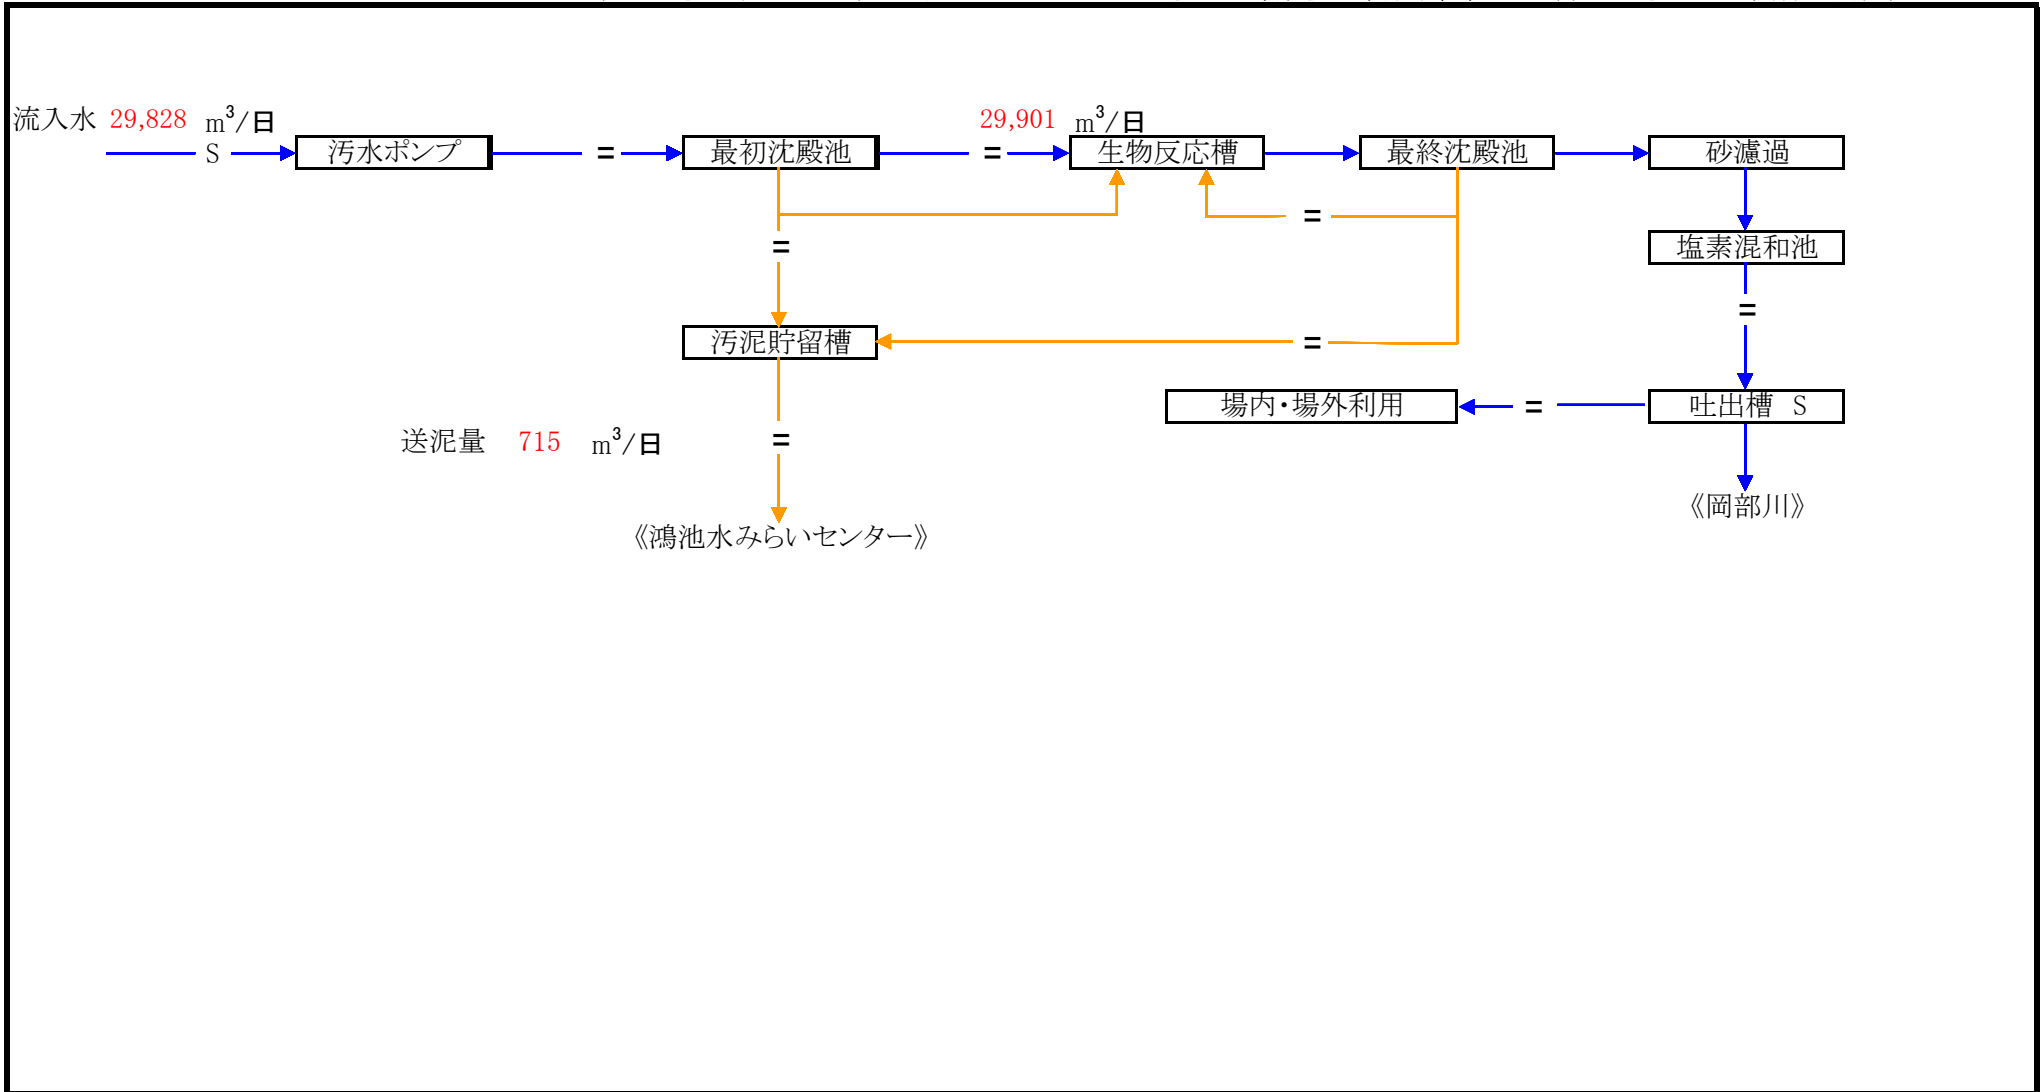 流入水 29,828 m³/日
29,901 m³/日
S 汚水ポンプ = 最初沈殿池 = 生物反応槽 最終沈殿池 砂濾過
=
=
塩素混和池
=
汚泥貯留槽 =
場内・場外利用 = 吐出槽 S
送泥量 715 m³/日 =
《岡部川》
《鴻池水みらいセンター》